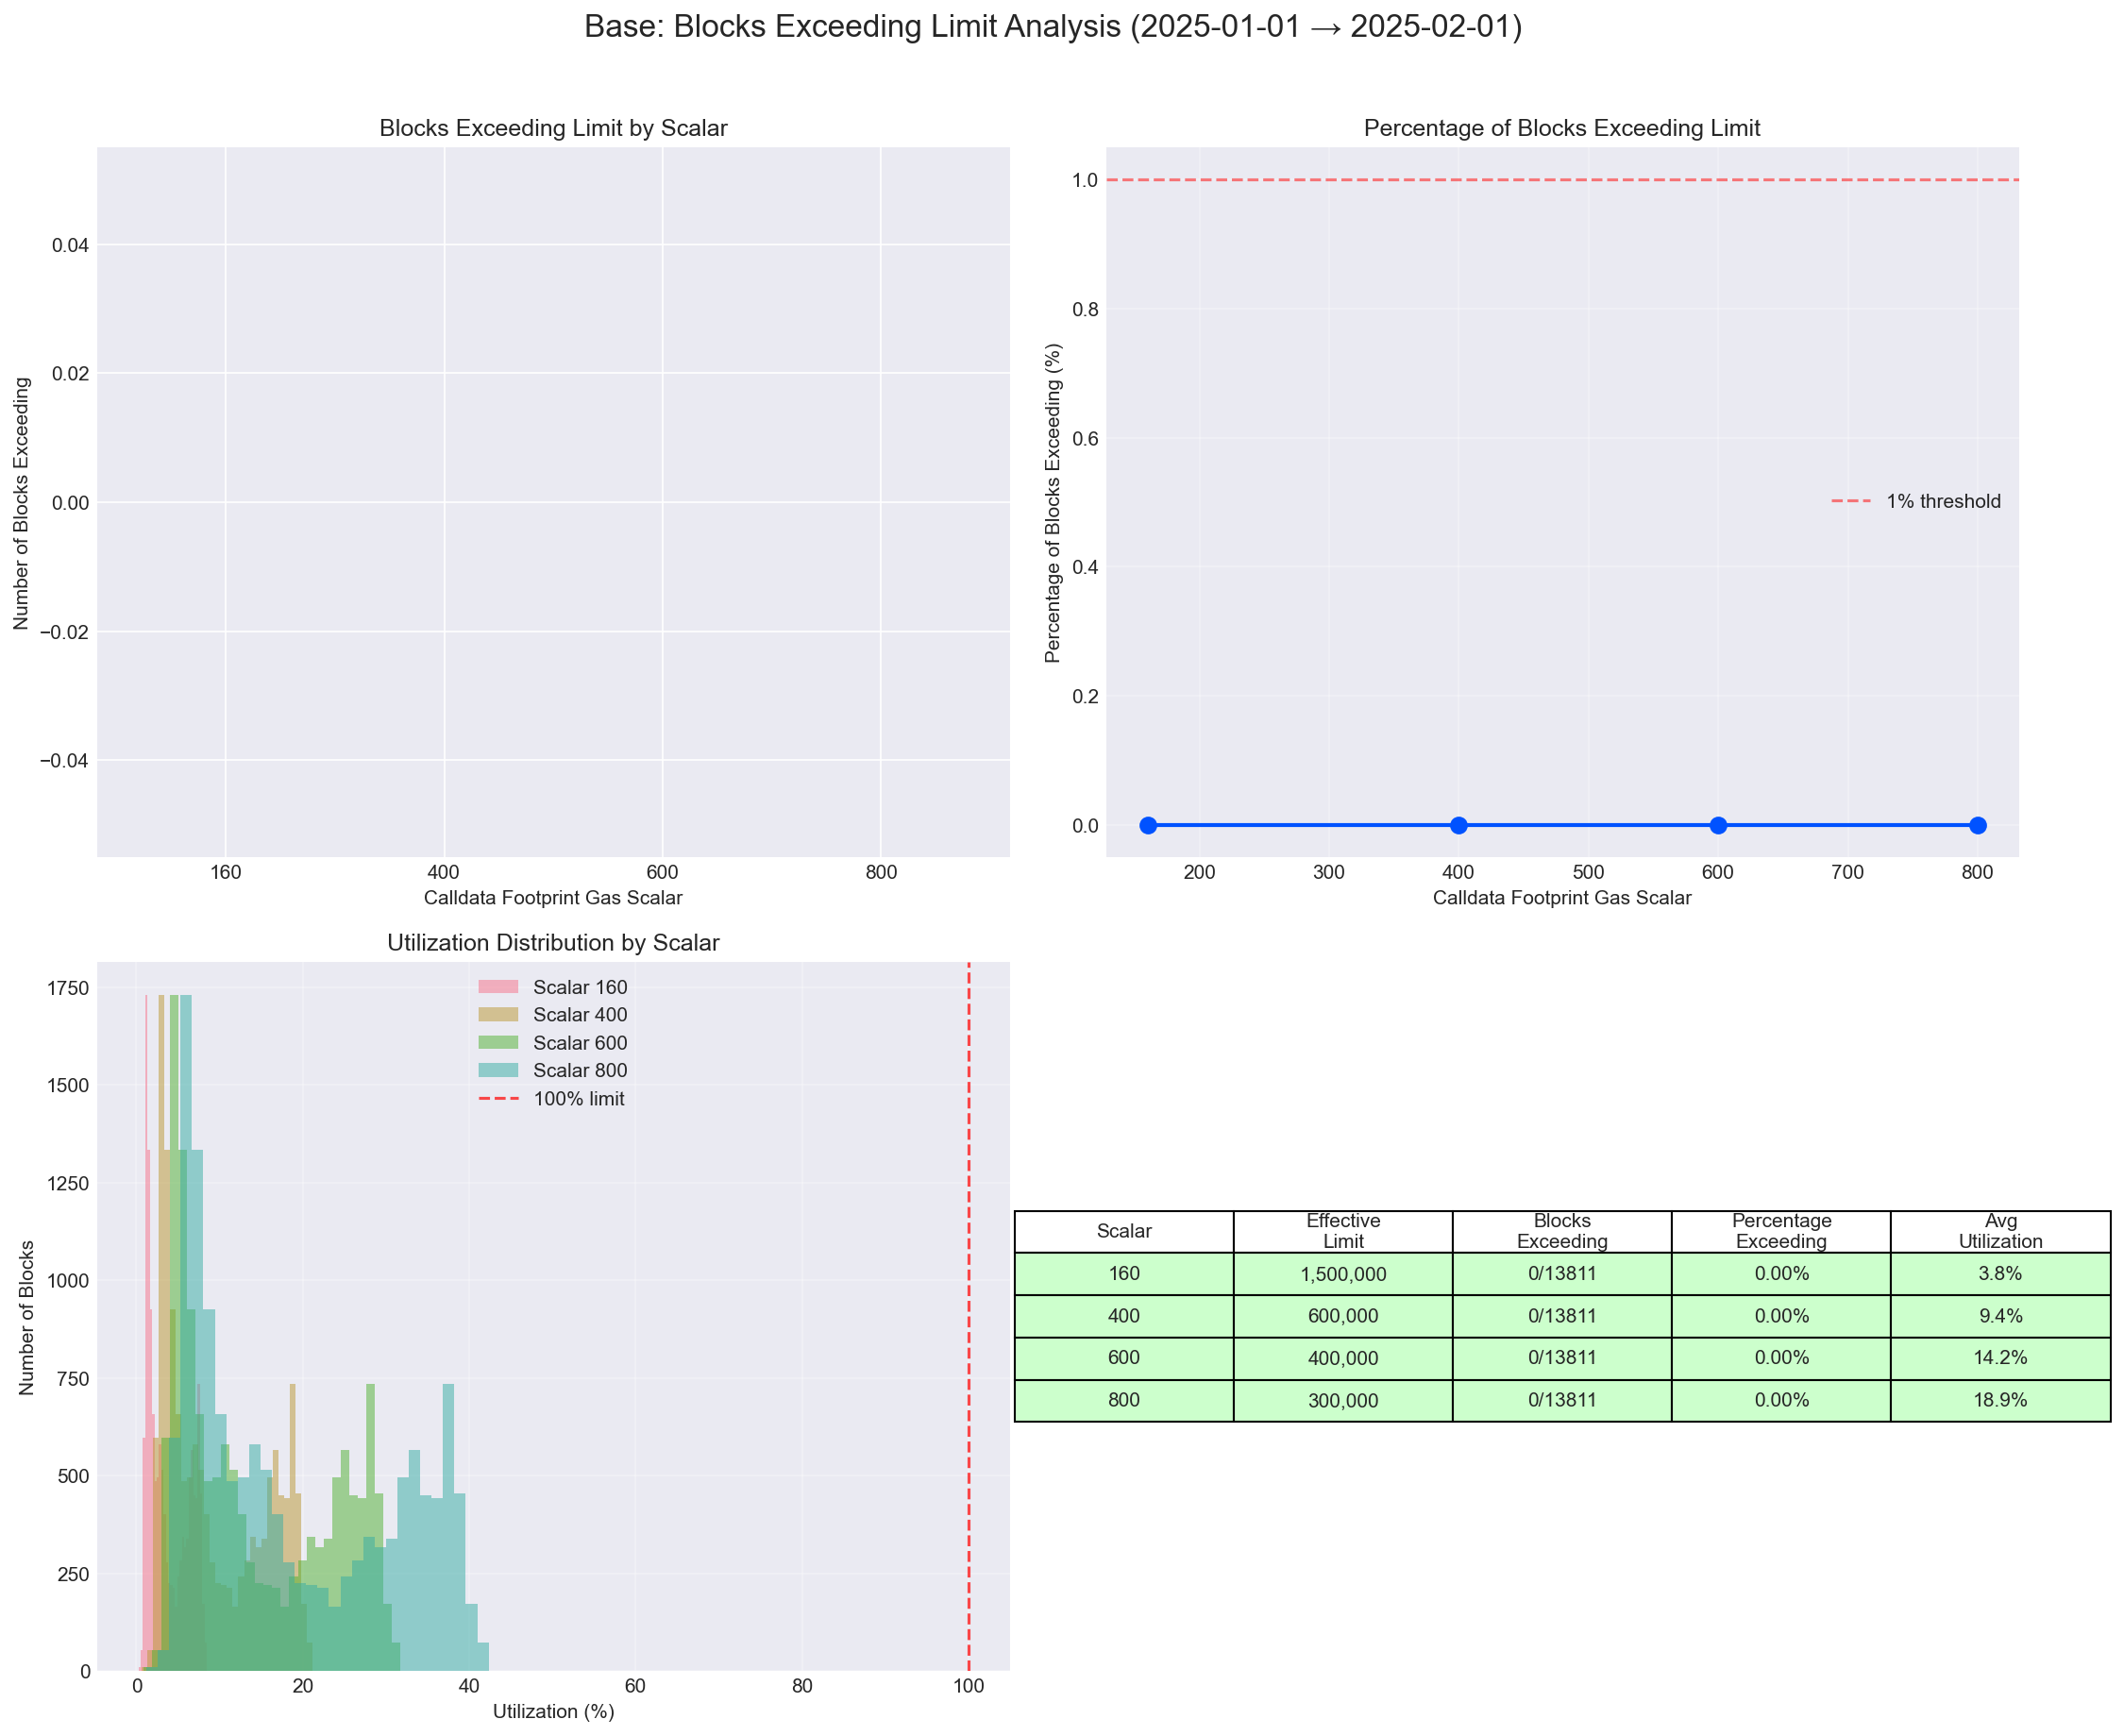 Base: Blocks Exceeding Limit Analysis (2025-01-01 → 2025-02-01)
Blocks Exceeding Limit by Scalar
Number of Blocks Exceeding
0.04
0.02
0.00
−0.02
−0.04
160 400 600 800
Calldata Footprint Gas Scalar
Percentage of Blocks Exceeding Limit
Percentage of Blocks Exceeding (%)
1.0
0.8
0.6
0.4
0.2
0.0
1% threshold
200 300 400 500 600 700 800
Calldata Footprint Gas Scalar
Utilization Distribution by Scalar
Number of Blocks
1750
1500
1250
1000
750
500
250
0
Scalar 160
Scalar 400
Scalar 600
Scalar 800
100% limit
0 20 40 60 80 100
Utilization (%)
Scalar Effective Limit Blocks Exceeding Percentage Exceeding Avg Utilization
160 1,500,000 0/13811 0.00% 3.8%
400 600,000 0/13811 0.00% 9.4%
600 400,000 0/13811 0.00% 14.2%
800 300,000 0/13811 0.00% 18.9%